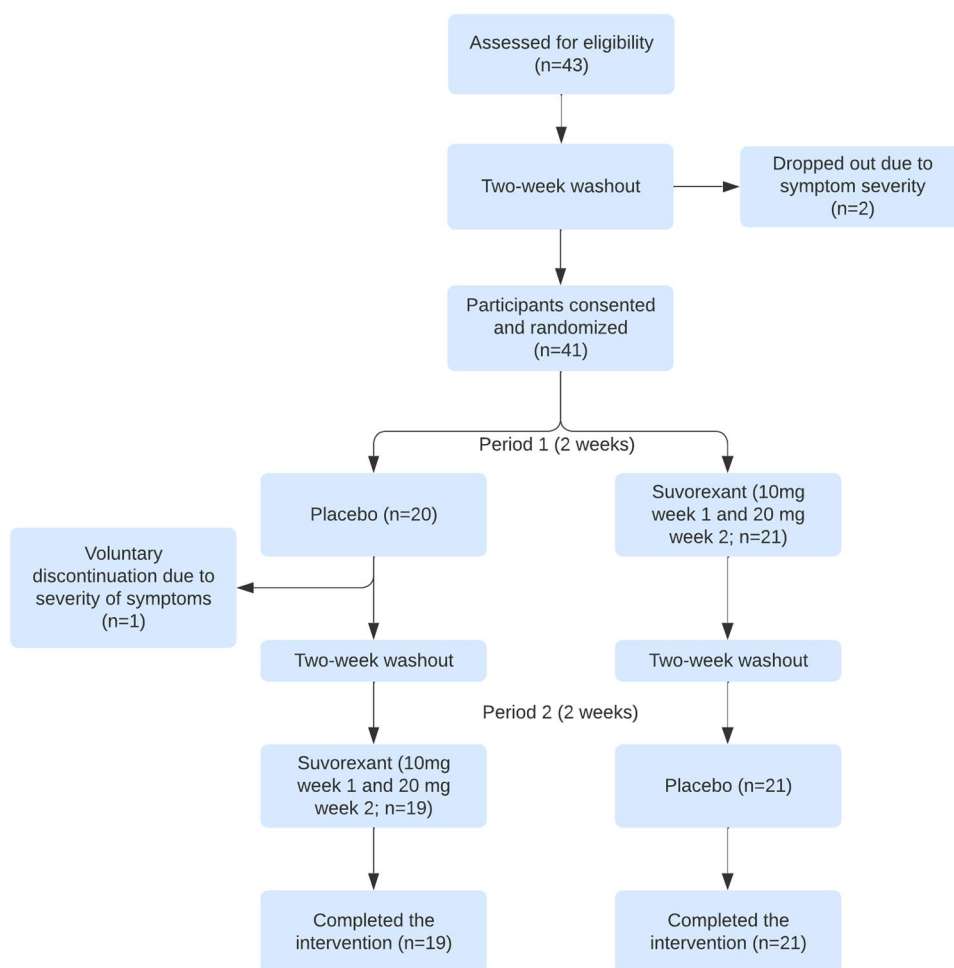 Assessed for eligibility
(n=43)
Two-week washout
Dropped out due to
symptom severity
(n=2)
Participants consented
and randomized
(n=41)
Period 1 (2 weeks)
Placebo (n=20)
Suvorexant (10mg
week 1 and 20 mg
week 2; n=21)
Voluntary
discontinuation due to
severity of symptoms
(n=1)
Two-week washout
Two-week washout
Period 2 (2 weeks)
Suvorexant (10mg
week 1 and 20 mg
week 2; n=19)
Placebo (n=21)
Completed the
intervention (n=19)
Completed the
intervention (n=21)